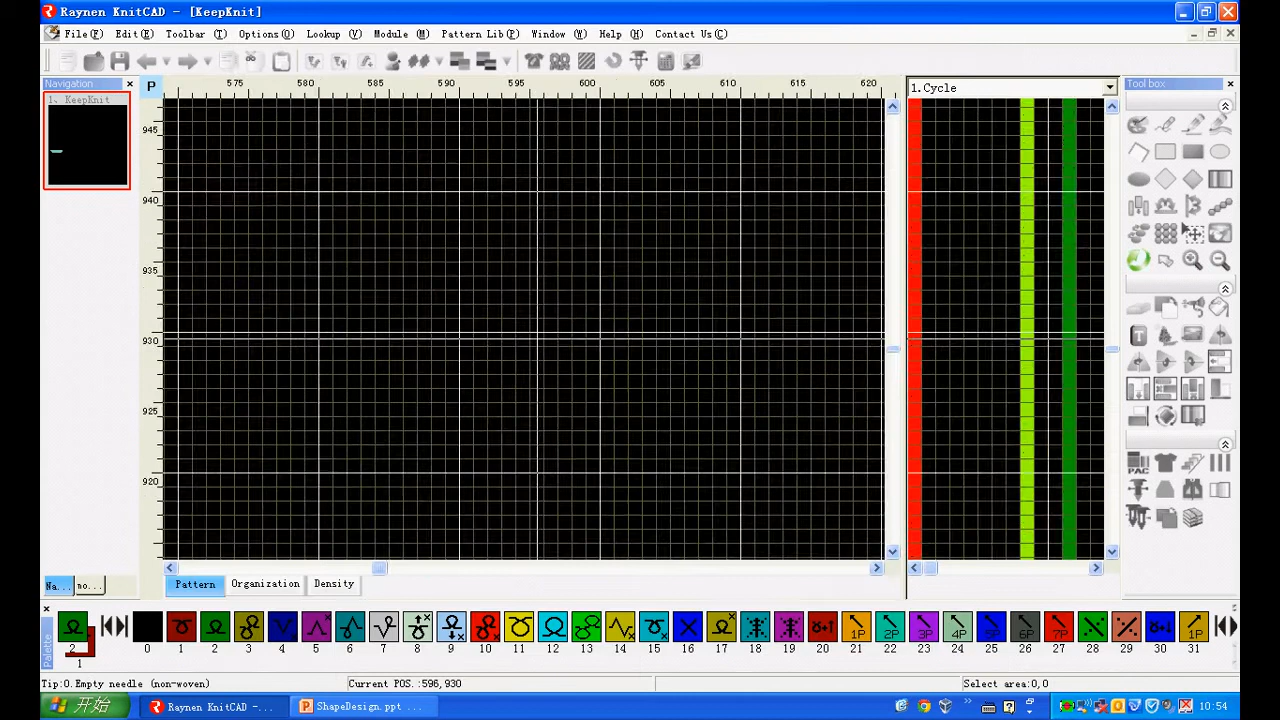 Raynen KnitCAD - [KeepKnit]
File(F) Edit(E) Toolbar (T) Options(O) Lookup (V) Module (M) Pattern Lib(P) Window (W) Help (H) Contact Us(C)
Navigation
1、KeepKnit
P
575 580 585 590 595 600 605 610 615 620
945
940
935
930
925
920
1.Cycle
Tool box
T
PAC
Na... mo...
Pattern Organization Density
Palette
2
1
0 1 2 3 4 5 6 7 8 9 10 11 12 13 14 15 16 17 18 19 20 21 22 23 24 25 26 27 28 29 30 31
1P 2P 3P 4P 5P 6P 7P 1P
Tip:0.Empty needle (non-woven) Current POS.:596,930 Select area:0,0
开始 Raynen KnitCAD -... ShapeDesign.ppt ... 10:54